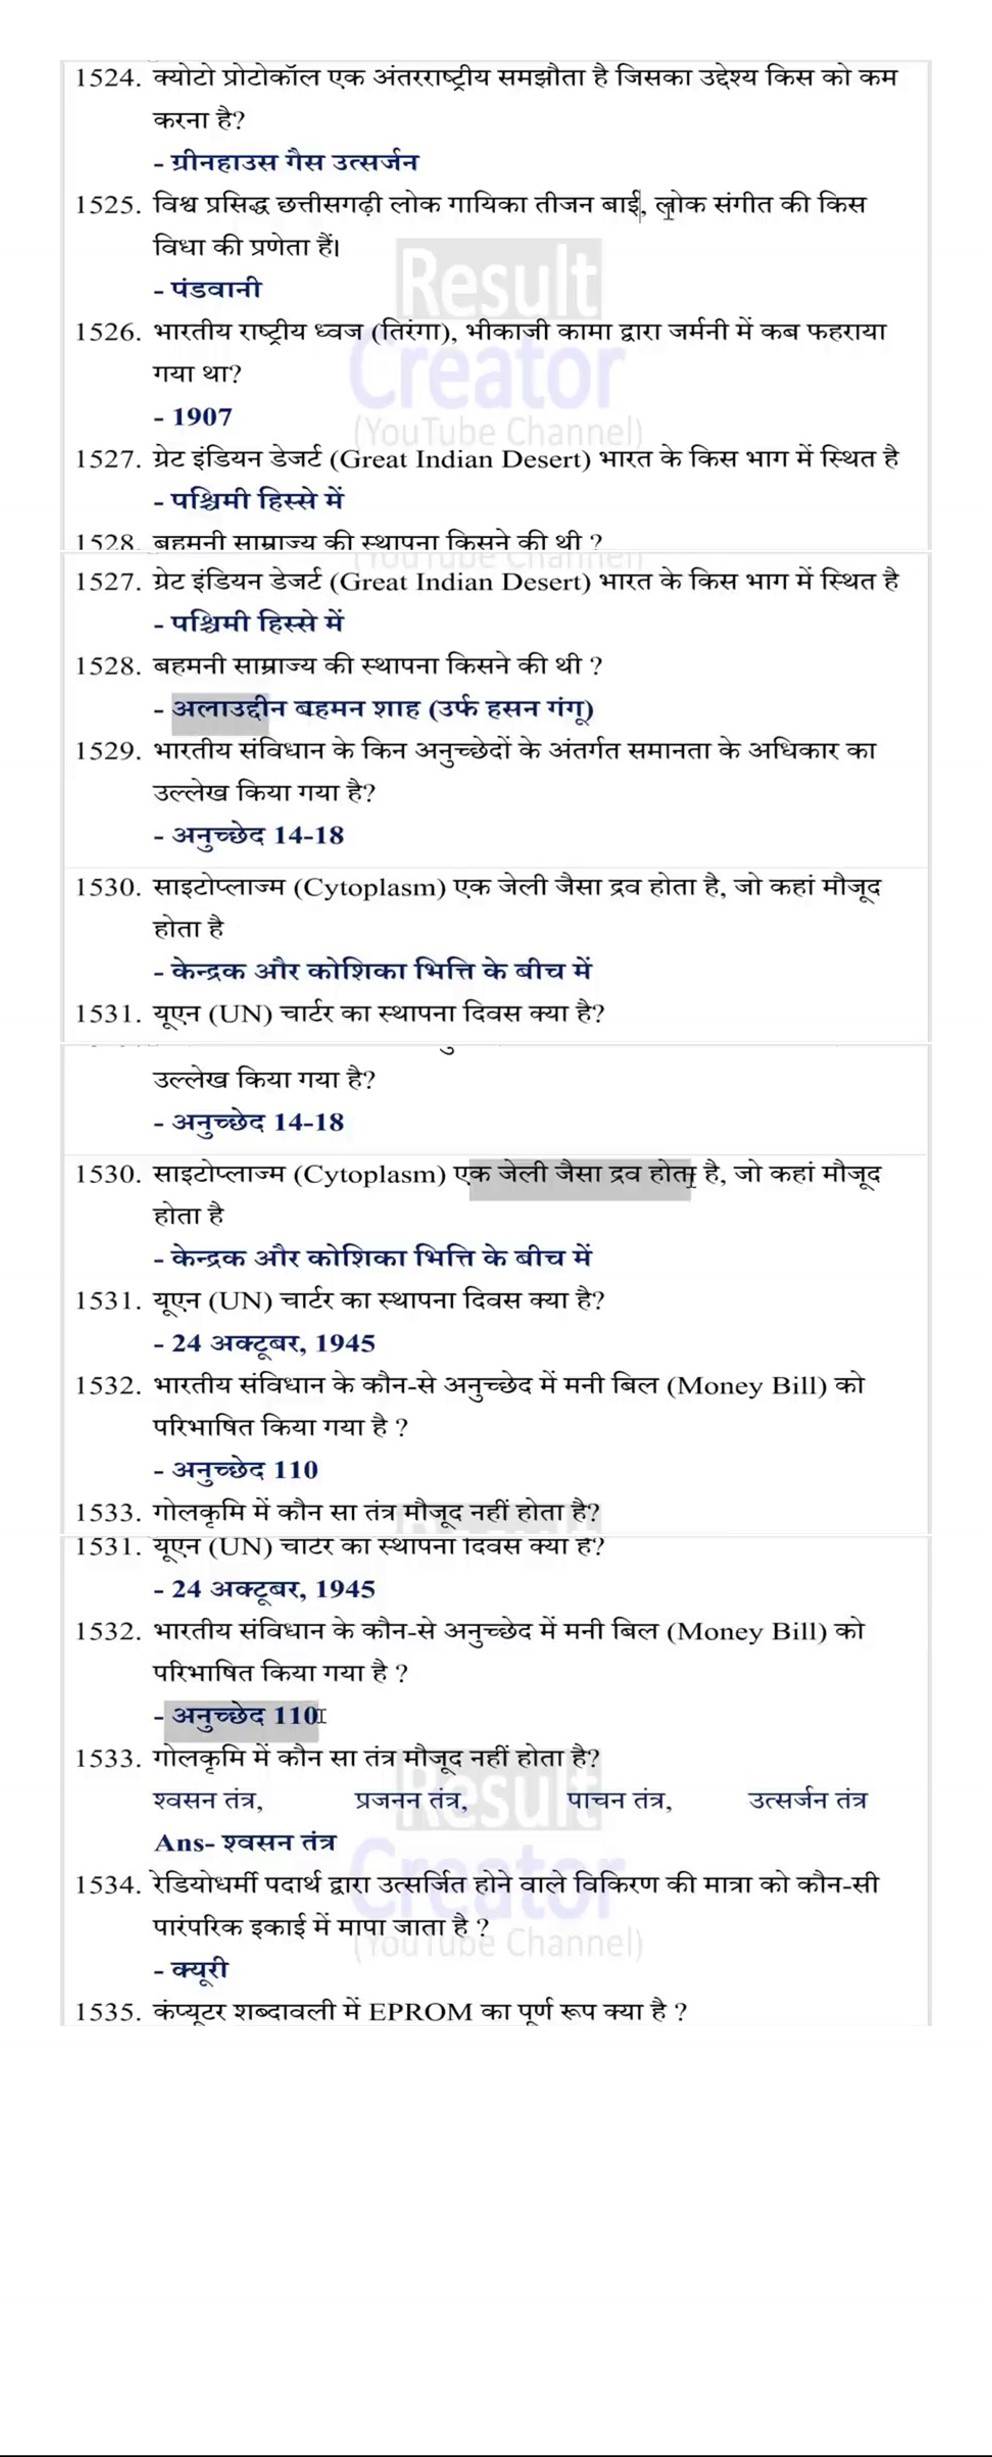 1524. क्योटो प्रोटोकॉल एक अंतरराष्ट्रीय समझौता है जिसका उद्देश्य किस को कम
करना है?
- ग्रीनहाउस गैस उत्सर्जन
1525. विश्व प्रसिद्ध छत्तीसगढ़ी लोक गायिका तीजन बाई, लोक संगीत की किस
विधा की प्रणेता हैं।
Result
- पंडवानी
1526. भारतीय राष्ट्रीय ध्वज (तिरंगा), भीकाजी कामा द्वारा जर्मनी में कब फहराया
गया था?
Creator
- 1907
(YouTube Channel)
1527. ग्रेट इंडियन डेजर्ट (Great Indian Desert) भारत के किस भाग में स्थित है
- पश्चिमी हिस्से में
1528. बहमनी साम्राज्य की स्थापना किसने की थी ?
(YouTube Channel)
1527. ग्रेट इंडियन डेजर्ट (Great Indian Desert) भारत के किस भाग में स्थित है
- पश्चिमी हिस्से में
1528. बहमनी साम्राज्य की स्थापना किसने की थी ?
- अलाउद्दीन बहमन शाह (उर्फ हसन गंगू)
1529. भारतीय संविधान के किन अनुच्छेदों के अंतर्गत समानता के अधिकार का
उल्लेख किया गया है?
- अनुच्छेद 14-18
1530. साइटोप्लाज्म (Cytoplasm) एक जेली जैसा द्रव होता है, जो कहां मौजूद
होता है
- केन्द्रक और कोशिका भित्ति के बीच में
1531. यूएन (UN) चार्टर का स्थापना दिवस क्या है?
उल्लेख किया गया है?
- अनुच्छेद 14-18
1530. साइटोप्लाज्म (Cytoplasm) एक जेली जैसा द्रव होता है, जो कहां मौजूद
होता है
- केन्द्रक और कोशिका भित्ति के बीच में
1531. यूएन (UN) चार्टर का स्थापना दिवस क्या है?
- 24 अक्टूबर, 1945
1532. भारतीय संविधान के कौन-से अनुच्छेद में मनी बिल (Money Bill) को
परिभाषित किया गया है ?
- अनुच्छेद 110
1533. गोलकृमि में कौन सा तंत्र मौजूद नहीं होता है?
1531. यूएन (UN) चार्टर का स्थापना दिवस क्या है?
- 24 अक्टूबर, 1945
1532. भारतीय संविधान के कौन-से अनुच्छेद में मनी बिल (Money Bill) को
परिभाषित किया गया है ?
- अनुच्छेद 110
1533. गोलकृमि में कौन सा तंत्र मौजूद नहीं होता है?
श्वसन तंत्र, प्रजनन तंत्र, पाचन तंत्र, उत्सर्जन तंत्र
Result
Ans- श्वसन तंत्र
Creator
1534. रेडियोधर्मी पदार्थ द्वारा उत्सर्जित होने वाले विकिरण की मात्रा को कौन-सी
पारंपरिक इकाई में मापा जाता है ?
(YouTube Channel)
- क्यूरी
1535. कंप्यूटर शब्दावली में EPROM का पूर्ण रूप क्या है ?